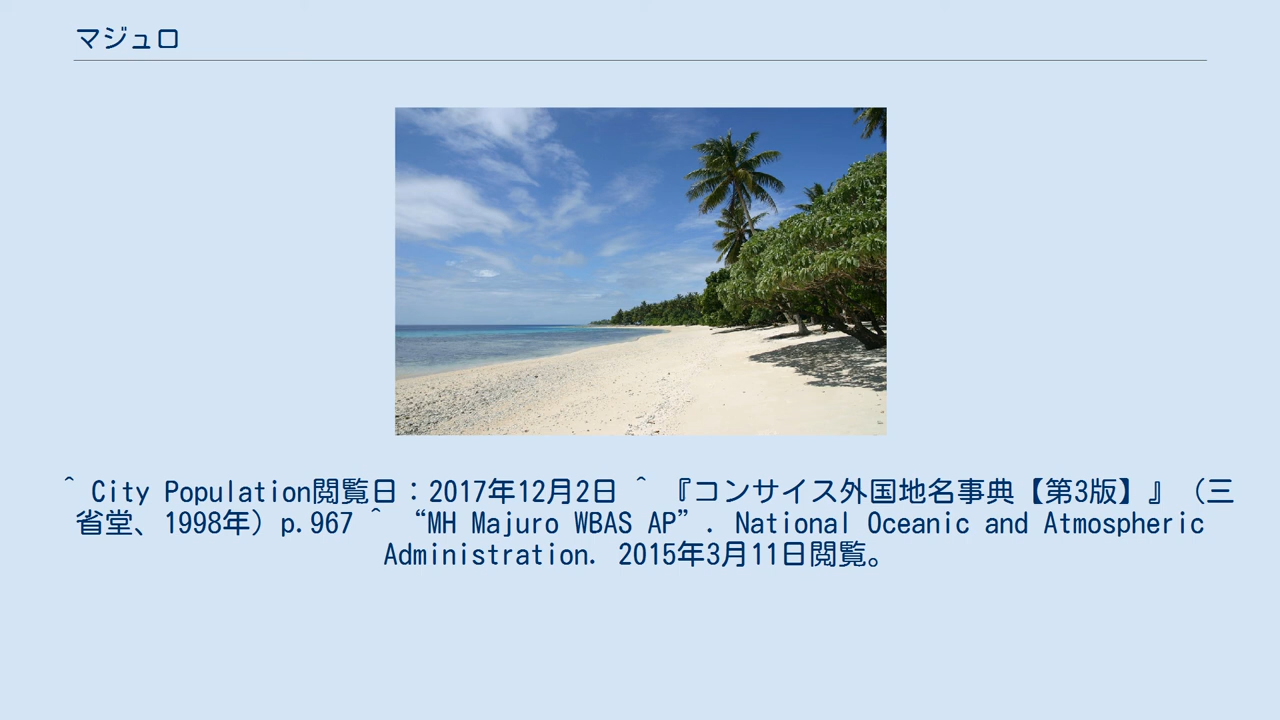 マジュロ
^ City Population閲覧日：2017年12月2日 ^ 『コンサイス外国地名事典【第3版】』（三
省堂、1998年）p.967 ^ “MH Majuro WBAS AP”. National Oceanic and Atmospheric
Administration. 2015年3月11日閲覧。